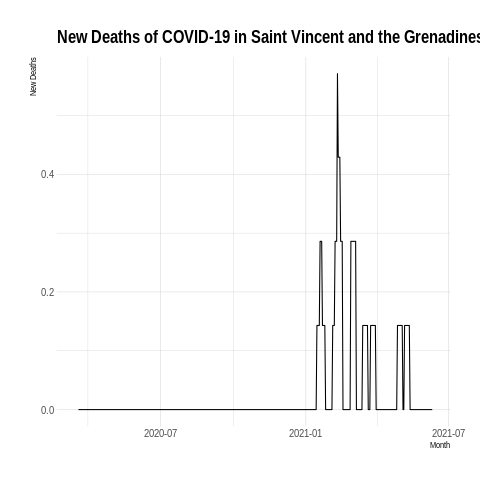 New Deaths of COVID-19 in Saint Vincent and the Grenadines
New Deaths
0.4
0.2
0.0
2020-07
2021-01
2021-07
Month